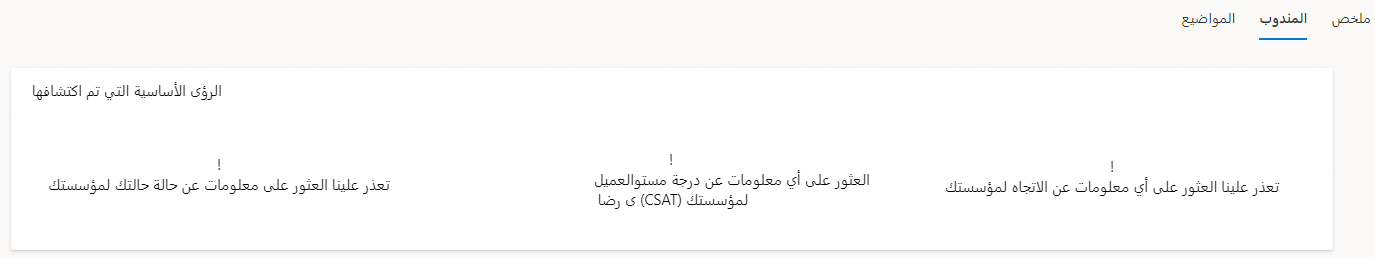 ملخص
المندوب
المواضيع
الرؤى الأساسية التي تم اكتشافها
!
تعذر علينا العثور على أي معلومات عن الاتجاه لمؤسستك
!
العثور على أي معلومات عن درجة مستوالعميل
لمؤسستك (CSAT) ى رضا
!
تعذر علينا العثور على معلومات عن حالة حالتك لمؤسستك